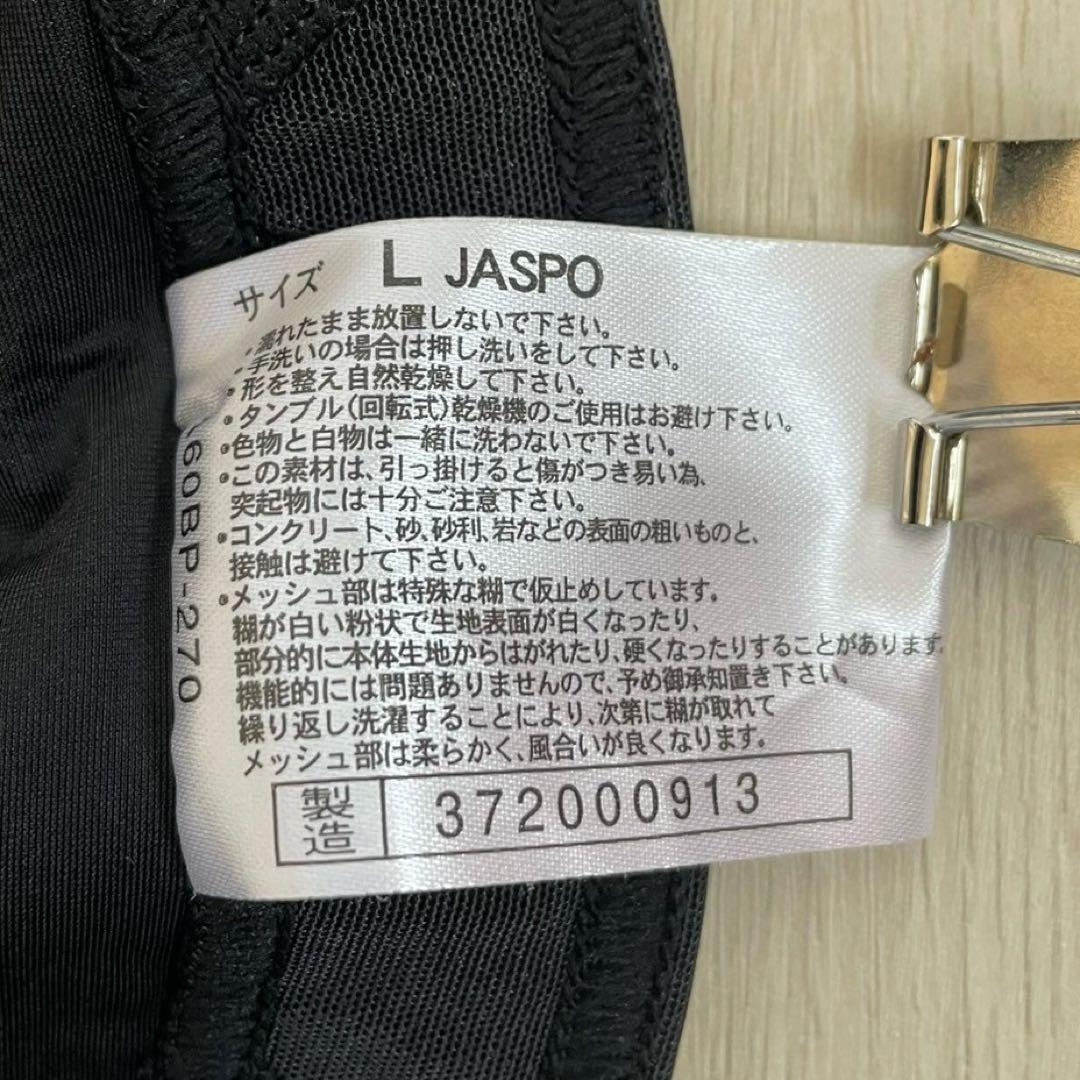 サイズ L JASPO
・濡れたまま放置しないで下さい。
・手洗いの場合は押し洗いをして下さい。
・形を整え自然乾燥して下さい。
・タンブル(回転式)乾燥機のご使用はお避け下さい。
・色物と白物は一緒に洗わないで下さい。
・この素材は、引っ掛けると傷がつき易い為、
突起物には十分ご注意下さい。
・コンクリート、砂、砂利、岩などの表面の粗いものと、
接触は避けて下さい。
・メッシュ部は特殊な糊で仮止めしています。
糊が白い粉状で生地表面が白くなったり、
部分的に本体生地からはがれたり、硬くなったりすることがあります。
機能的には問題ありませんので、予め御承知置き下さい。
繰り返し洗濯することにより、次第に糊が取れて
メッシュ部は柔らかく、風合いが良くなります。
製造 372000913
60BP-270